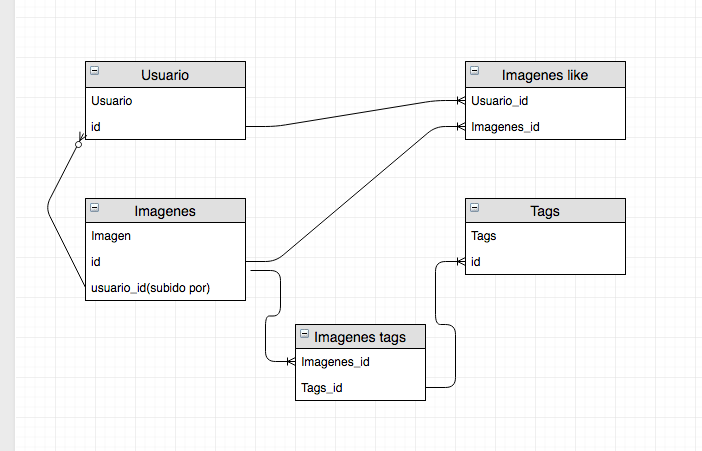 Usuario
Usuario
id
Imagenes like
Usuario_id
Imagenes_id
Imagenes
Imagen
id
usuario_id(subido por)
Tags
Tags
id
Imagenes tags
Imagenes_id
Tags_id